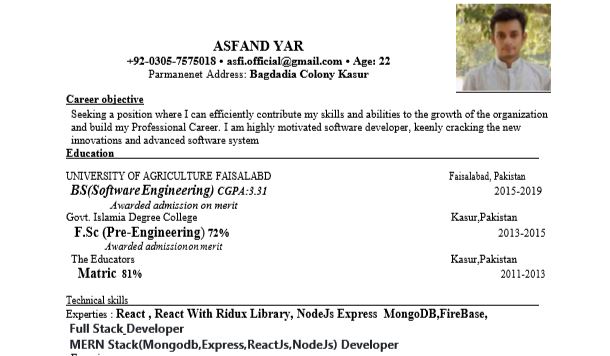 ASFAND YAR
+92-0305-7575018 • asfi.official@gmail.com • Age: 22
Parmanenet Address: Bagdadia Colony Kasur
Career objective
Seeking a position where I can efficiently contribute my skills and abilities to the growth of the organization
and build my Professional Career. I am highly motivated software developer, keenly cracking the new
innovations and advanced software system
Education
UNIVERSITY OF AGRICULTURE FAISALABD Faisalabad, Pakistan
BS(Software Engineering) CGPA:3.31 2015-2019
Awarded admission on merit
Govt. Islamia Degree College Kasur,Pakistan
F.Sc (Pre-Engineering) 72% 2013-2015
Awarded admission on merit
The Educators Kasur,Pakistan
Matric 81% 2011-2013
Technical skills
Experties : React , React With Ridux Library, NodeJs Express MongoDB,FireBase,
Full Stack Developer
MERN Stack(Mongodb,Express,ReactJs,NodeJs) Developer